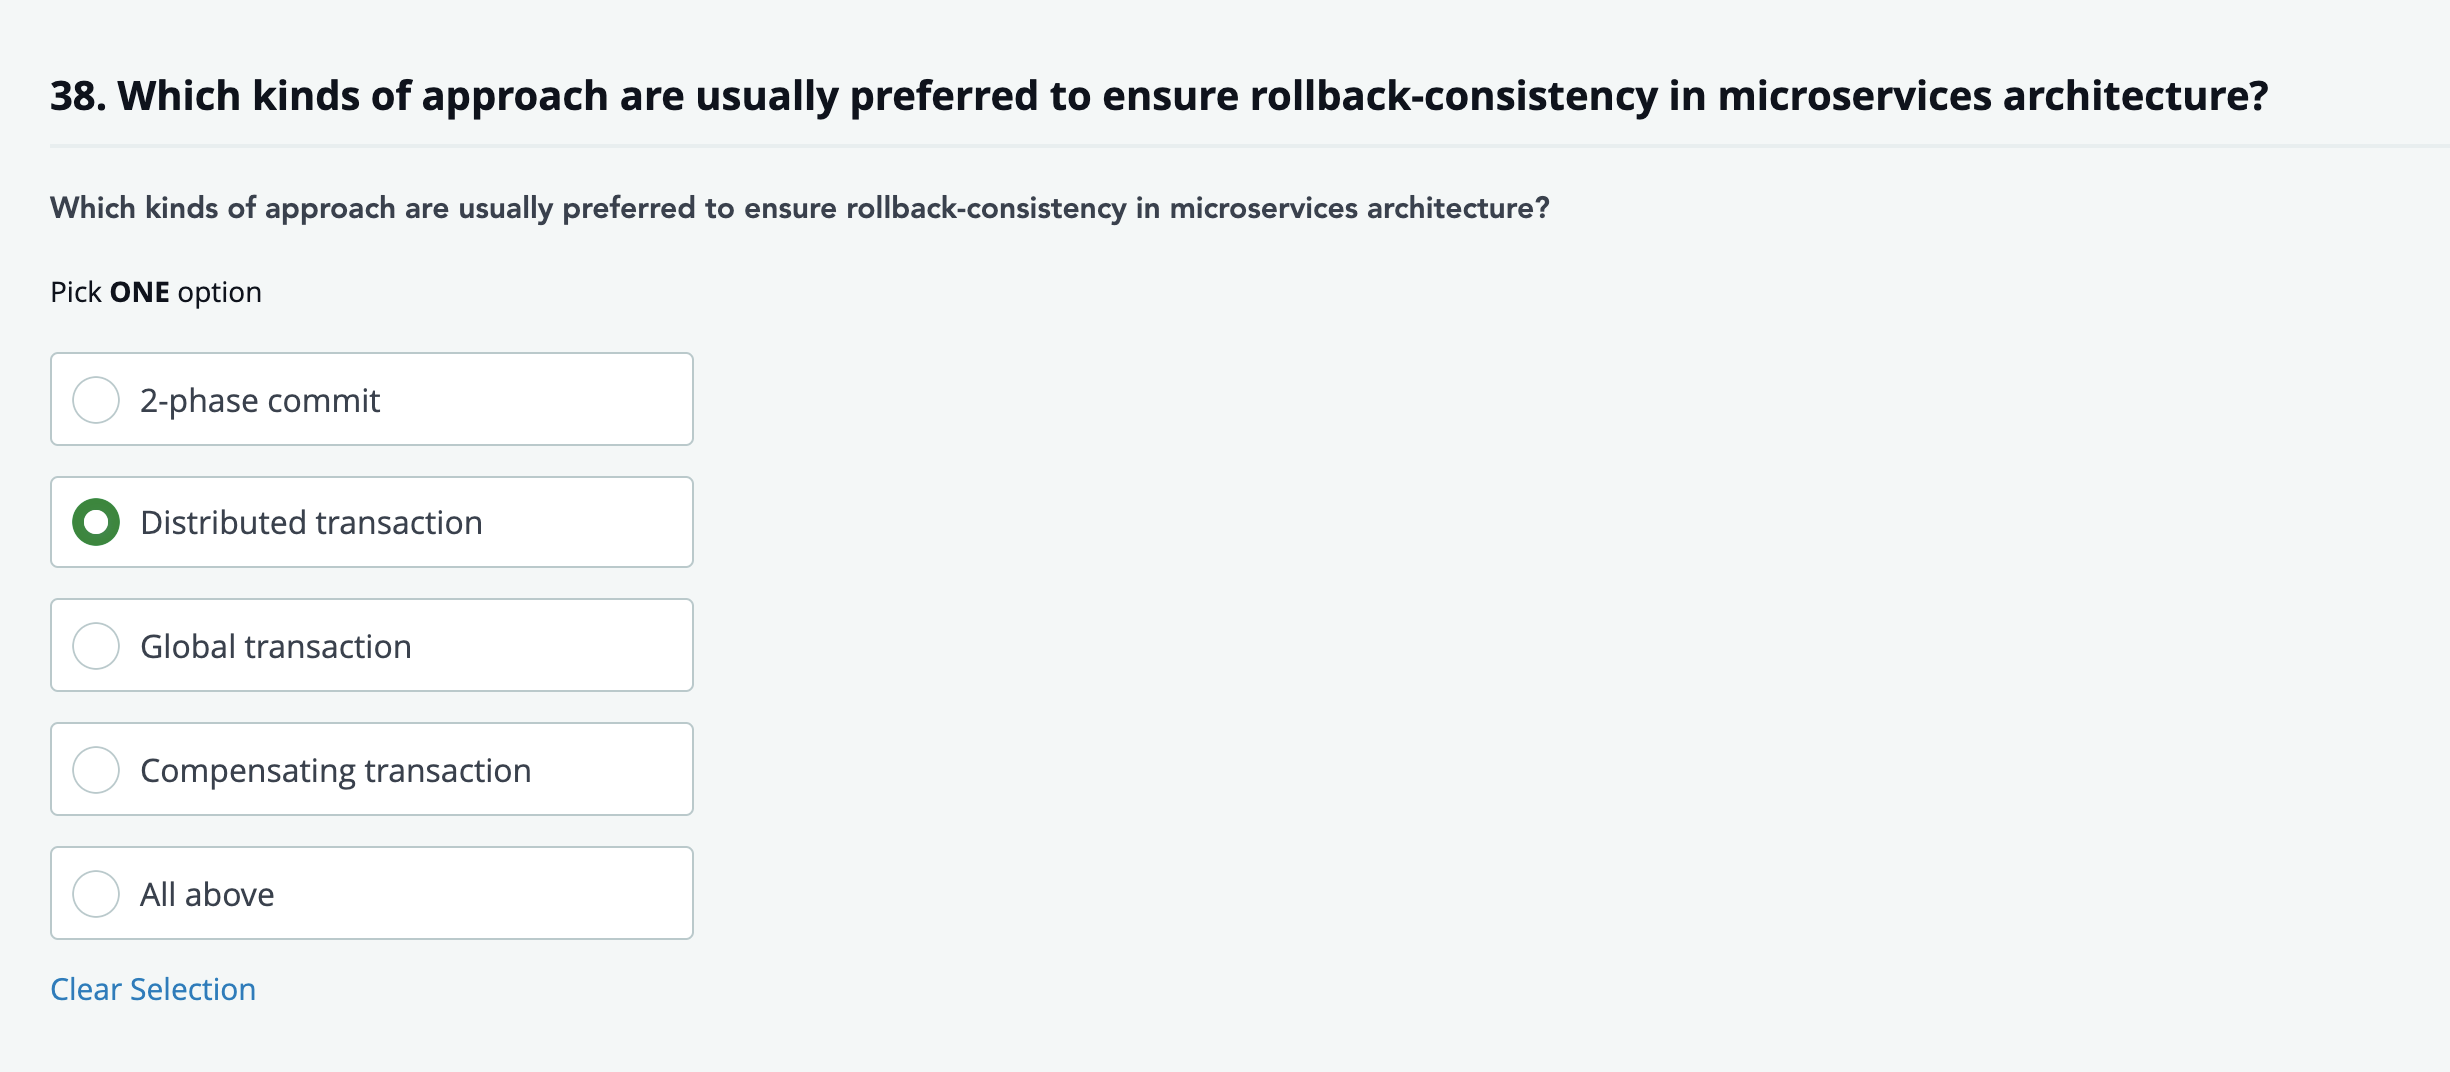 38. Which kinds of approach are usually preferred to ensure rollback-consistency in microservices architecture?
Which kinds of approach are usually preferred to ensure rollback-consistency in microservices architecture?
Pick ONE option
2-phase commit
Distributed transaction
Global transaction
Compensating transaction
All above
Clear Selection